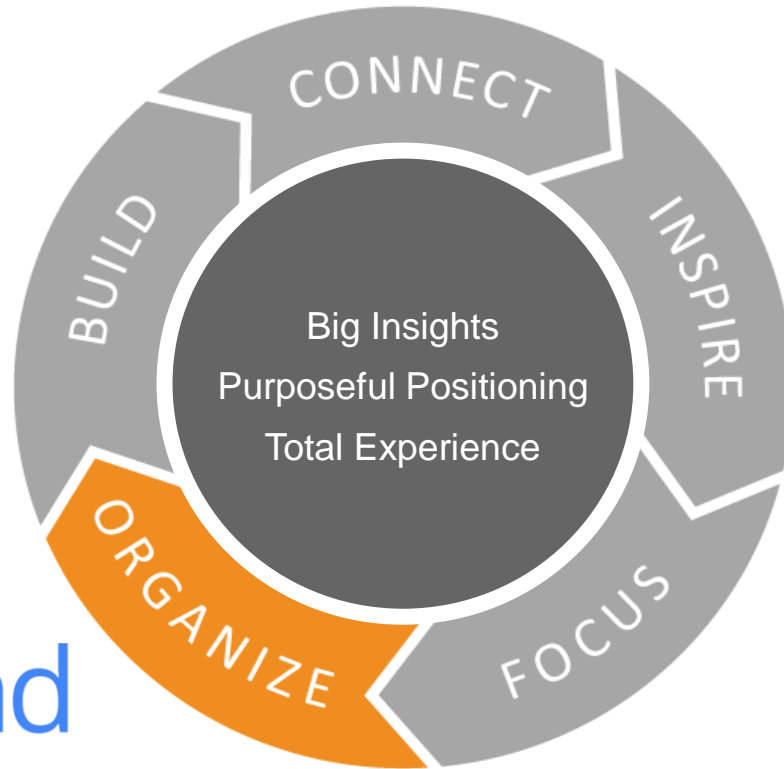 CONNECT
INSPIRE
FOCUS
ORGANIZE
BUILD
Big Insights
Purposeful Positioning
Total Experience